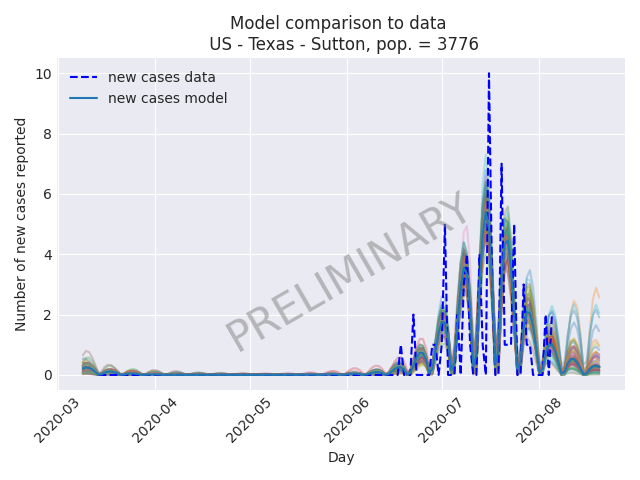 Model comparison to data
US - Texas - Sutton, pop. = 3776
new cases data
new cases model
Number of new cases reported
10
8
6
4
2
0
PRELIMINARY
2020-03
2020-04
2020-05
2020-06
2020-07
2020-08
Day